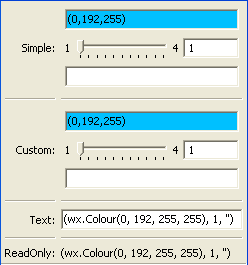 (0,192,255)
Simple: 1 4 1
(0,192,255)
Custom: 1 4 1
Text: (wx.Colour(0, 192, 255, 255), 1, '')
ReadOnly: (wx.Colour(0, 192, 255, 255), 1, '')